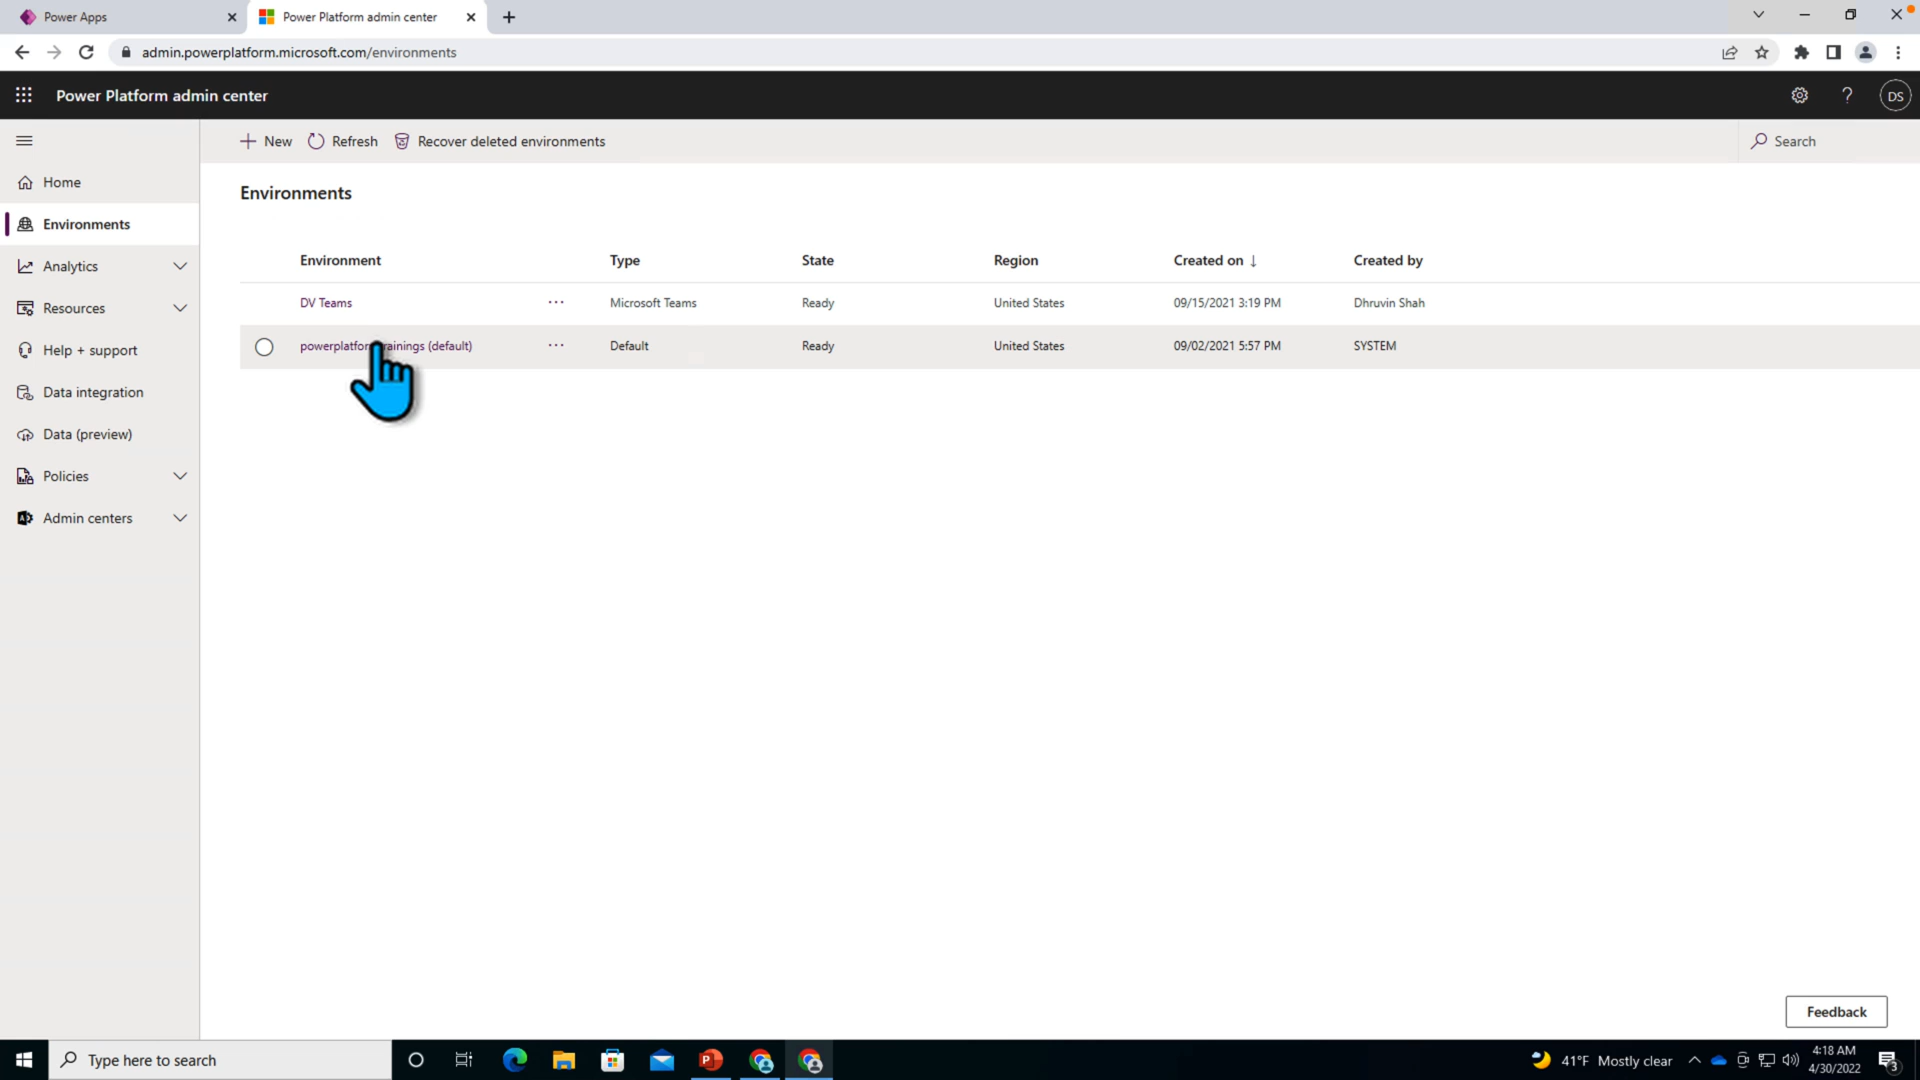 Power Apps
Power Platform admin center
admin.powerplatform.microsoft.com/environments
Power Platform admin center
DS
New
Refresh
Recover deleted environments
Search
Home
Environments
Analytics
Resources
Help + support
Data integration
Data (preview)
Policies
Admin centers
Environments
Environment Type State Region Created on ↓ Created by
DV Teams ... Microsoft Teams Ready United States 09/15/2021 3:19 PM Dhruvin Shah
powerplatformtrainings (default) ... Default Ready United States 09/02/2021 5:57 PM SYSTEM
Feedback
Type here to search
41°F Mostly clear
4:18 AM
4/30/2022
3